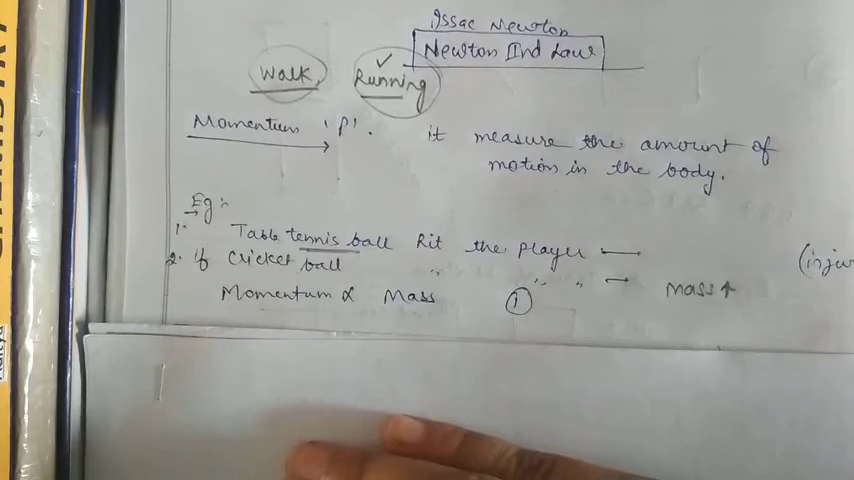 Issac Newton
Newton IInd Law
Walk, Running
Momentum 'P'. it measure the amount of
motion in the body.
Eg:
1. Table tennis ball hit the player
2. if cricket ball " " " → Mass↑
Momentum ∝ Mass ①